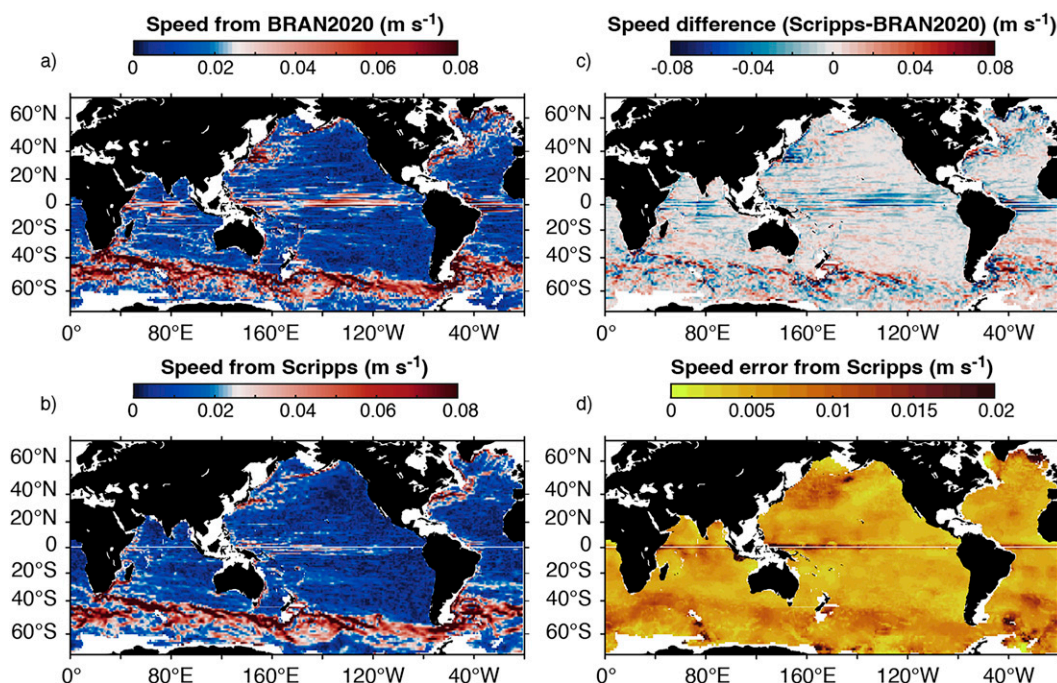 Speed from BRAN2020 (m s⁻¹)
a)
0 0.02 0.04 0.06 0.08
60°N
40°N
20°N
0
20°S
40°S
60°S
0° 80°E 160°E 120°W 40°W
Speed difference (Scripps-BRAN2020) (m s⁻¹)
c)
-0.08 -0.04 0 0.04 0.08
60°N
40°N
20°N
0
20°S
40°S
60°S
0° 80°E 160°E 120°W 40°W
Speed from Scripps (m s⁻¹)
b)
0 0.02 0.04 0.06 0.08
60°N
40°N
20°N
0
20°S
40°S
60°S
0° 80°E 160°E 120°W 40°W
Speed error from Scripps (m s⁻¹)
d)
0 0.005 0.01 0.015 0.02
60°N
40°N
20°N
0
20°S
40°S
60°S
0° 80°E 160°E 120°W 40°W